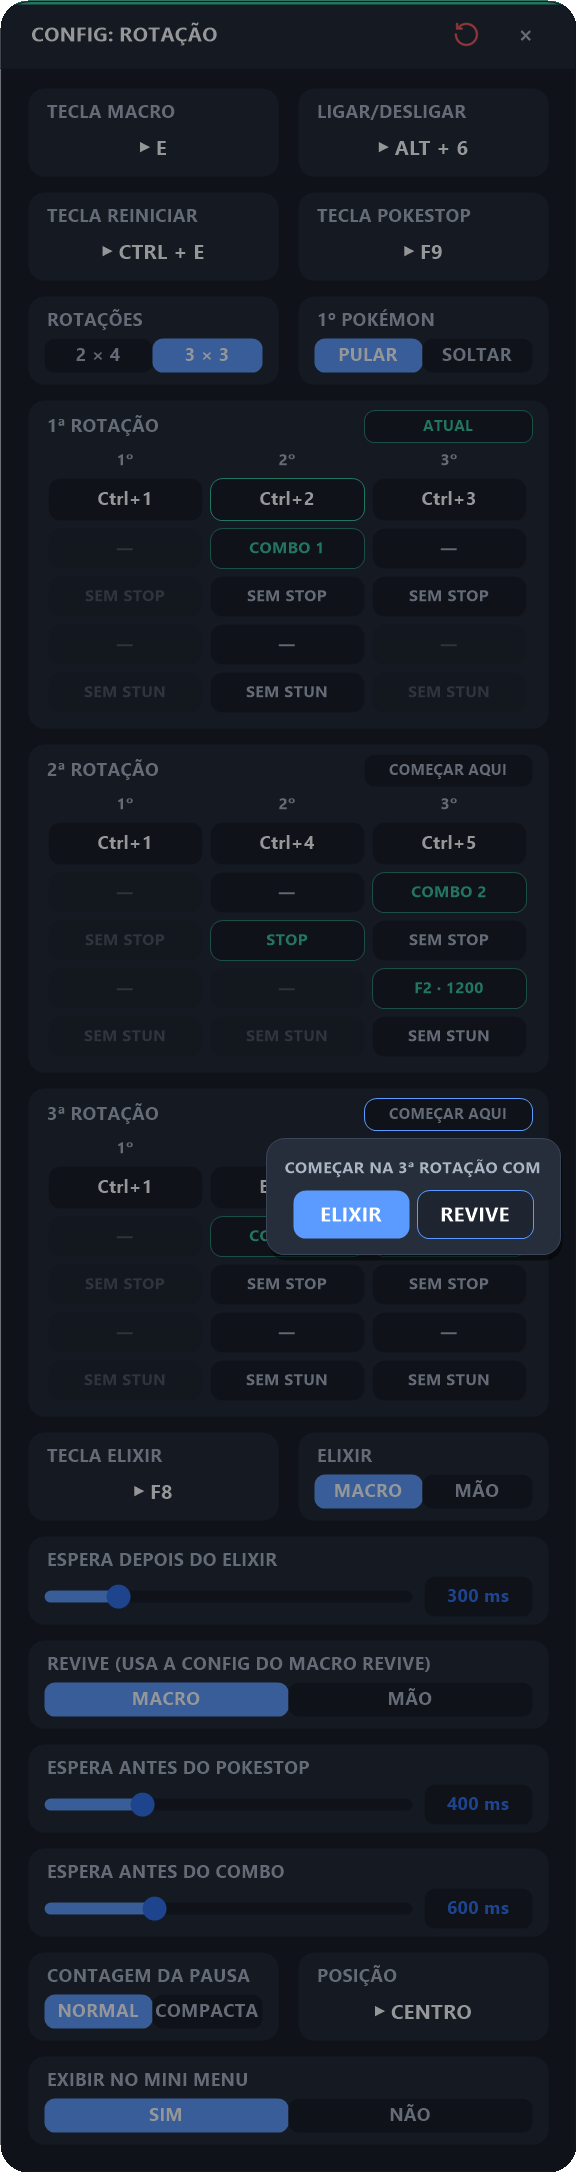 CONFIG: ROTAÇÃO ×
TECLA MACRO
▸ E
LIGAR/DESLIGAR
▸ ALT + 6
TECLA REINICIAR
▸ CTRL + E
TECLA POKESTOP
▸ F9
ROTAÇÕES
2 × 4 3 × 3
1º POKÉMON
PULAR SOLTAR
1ª ROTAÇÃO ATUAL
1º 2º 3º
Ctrl+1 Ctrl+2 Ctrl+3
— COMBO 1 —
SEM STOP SEM STOP SEM STOP
— — —
SEM STUN SEM STUN SEM STUN
2ª ROTAÇÃO COMEÇAR AQUI
1º 2º 3º
Ctrl+1 Ctrl+4 Ctrl+5
— — COMBO 2
SEM STOP STOP SEM STOP
— — F2 · 1200
SEM STUN SEM STUN SEM STUN
3ª ROTAÇÃO COMEÇAR AQUI
1º
COMEÇAR NA 3ª ROTAÇÃO COM
ELIXIR REVIVE
Ctrl+1
—
SEM STOP SEM STOP SEM STOP
— — —
SEM STUN SEM STUN SEM STUN
TECLA ELIXIR
▸ F8
ELIXIR
MACRO MÃO
ESPERA DEPOIS DO ELIXIR
300 ms
REVIVE (USA A CONFIG DO MACRO REVIVE)
MACRO MÃO
ESPERA ANTES DO POKESTOP
400 ms
ESPERA ANTES DO COMBO
600 ms
CONTAGEM DA PAUSA
NORMAL COMPACTA
POSIÇÃO
▸ CENTRO
EXIBIR NO MINI MENU
SIM NÃO